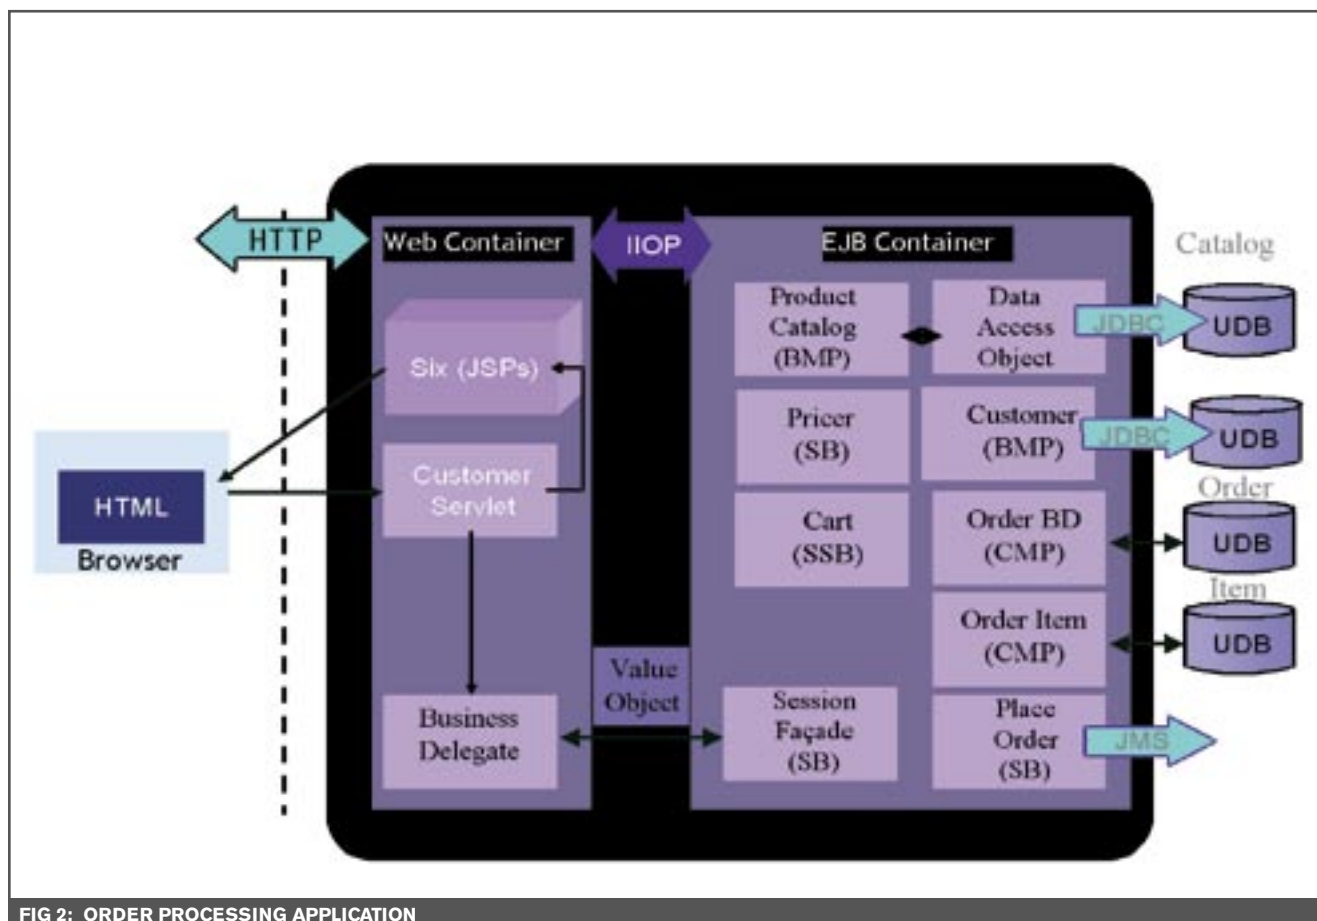 HTTP
Web Container
IIOP
EJB Container
Catalog
Product
Catalog
(BMP)
Data
Access
Object
JDBC
UDB
Six (JSPs)
Pricer
(SB)
Customer
(BMP)
JDBC
UDB
Customer
Servlet
HTML
Browser
Cart
(SSB)
Order BD
(CMP)
Order
UDB
Item
Order Item
(CMP)
UDB
Value
Object
Business
Delegate
Session
Façade
(SB)
Place
Order
(SB)
JMS
FIG 2: ORDER PROCESSING APPLICATION